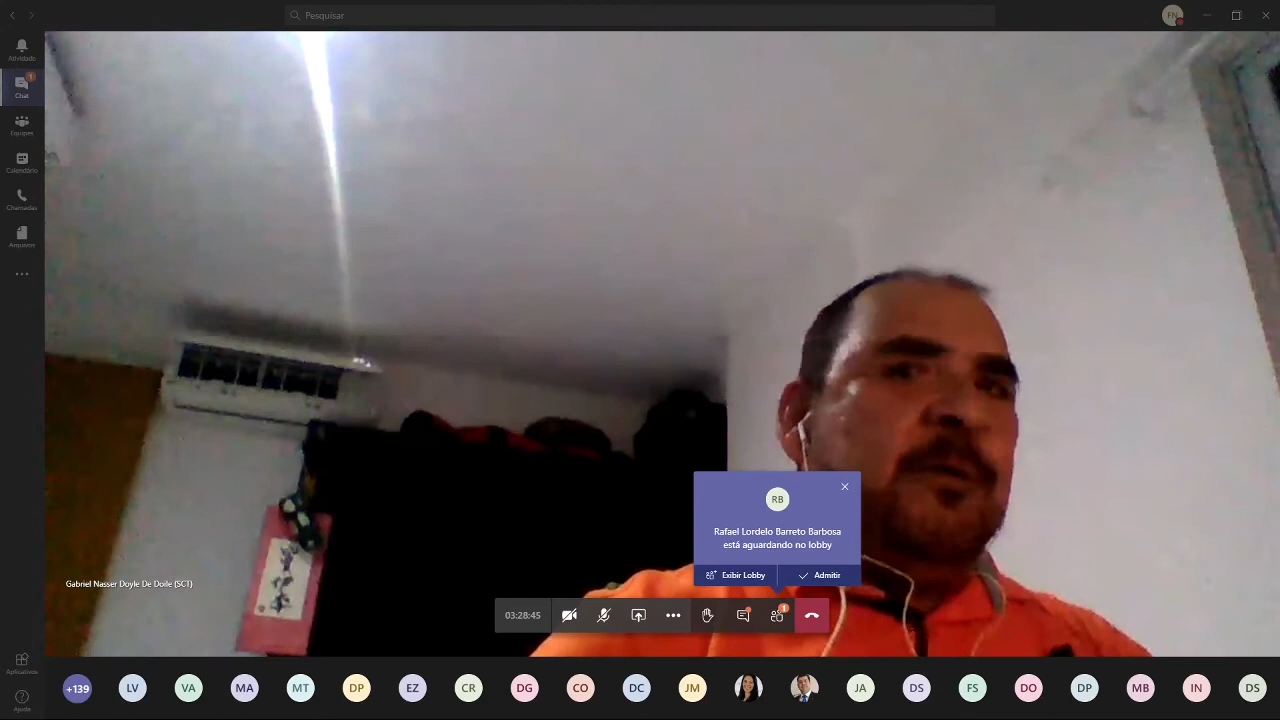 Pesquisar
FN
Atividade
1
Chat
Equipes
Calendário
Chamadas
Arquivos
RB
Rafael Lordelo Barreto Barbosa
está aguardando no lobby
Exibir Lobby
Admitir
Gabriel Nasser Doyle De Doile (SCT)
03:28:45
1
Aplicativos
Ajuda
+139
LV
VA
MA
MT
DP
EZ
CR
DG
CO
DC
JM
JA
DS
FS
DO
DP
MB
IN
DS